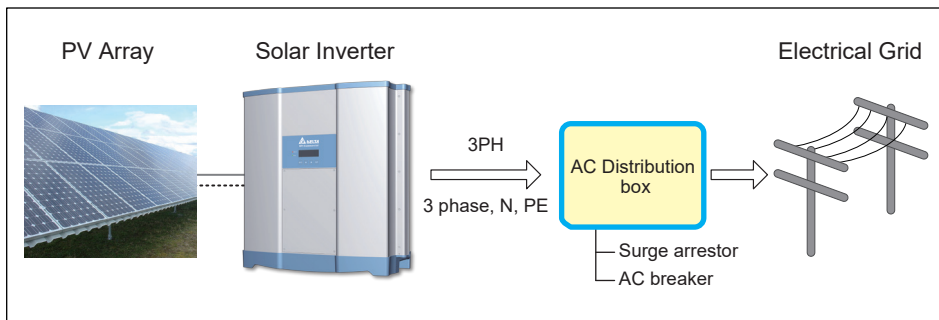 PV Array
Solar Inverter
Electrical Grid
3PH
3 phase, N, PE
AC Distribution
box
Surge arrestor
AC breaker